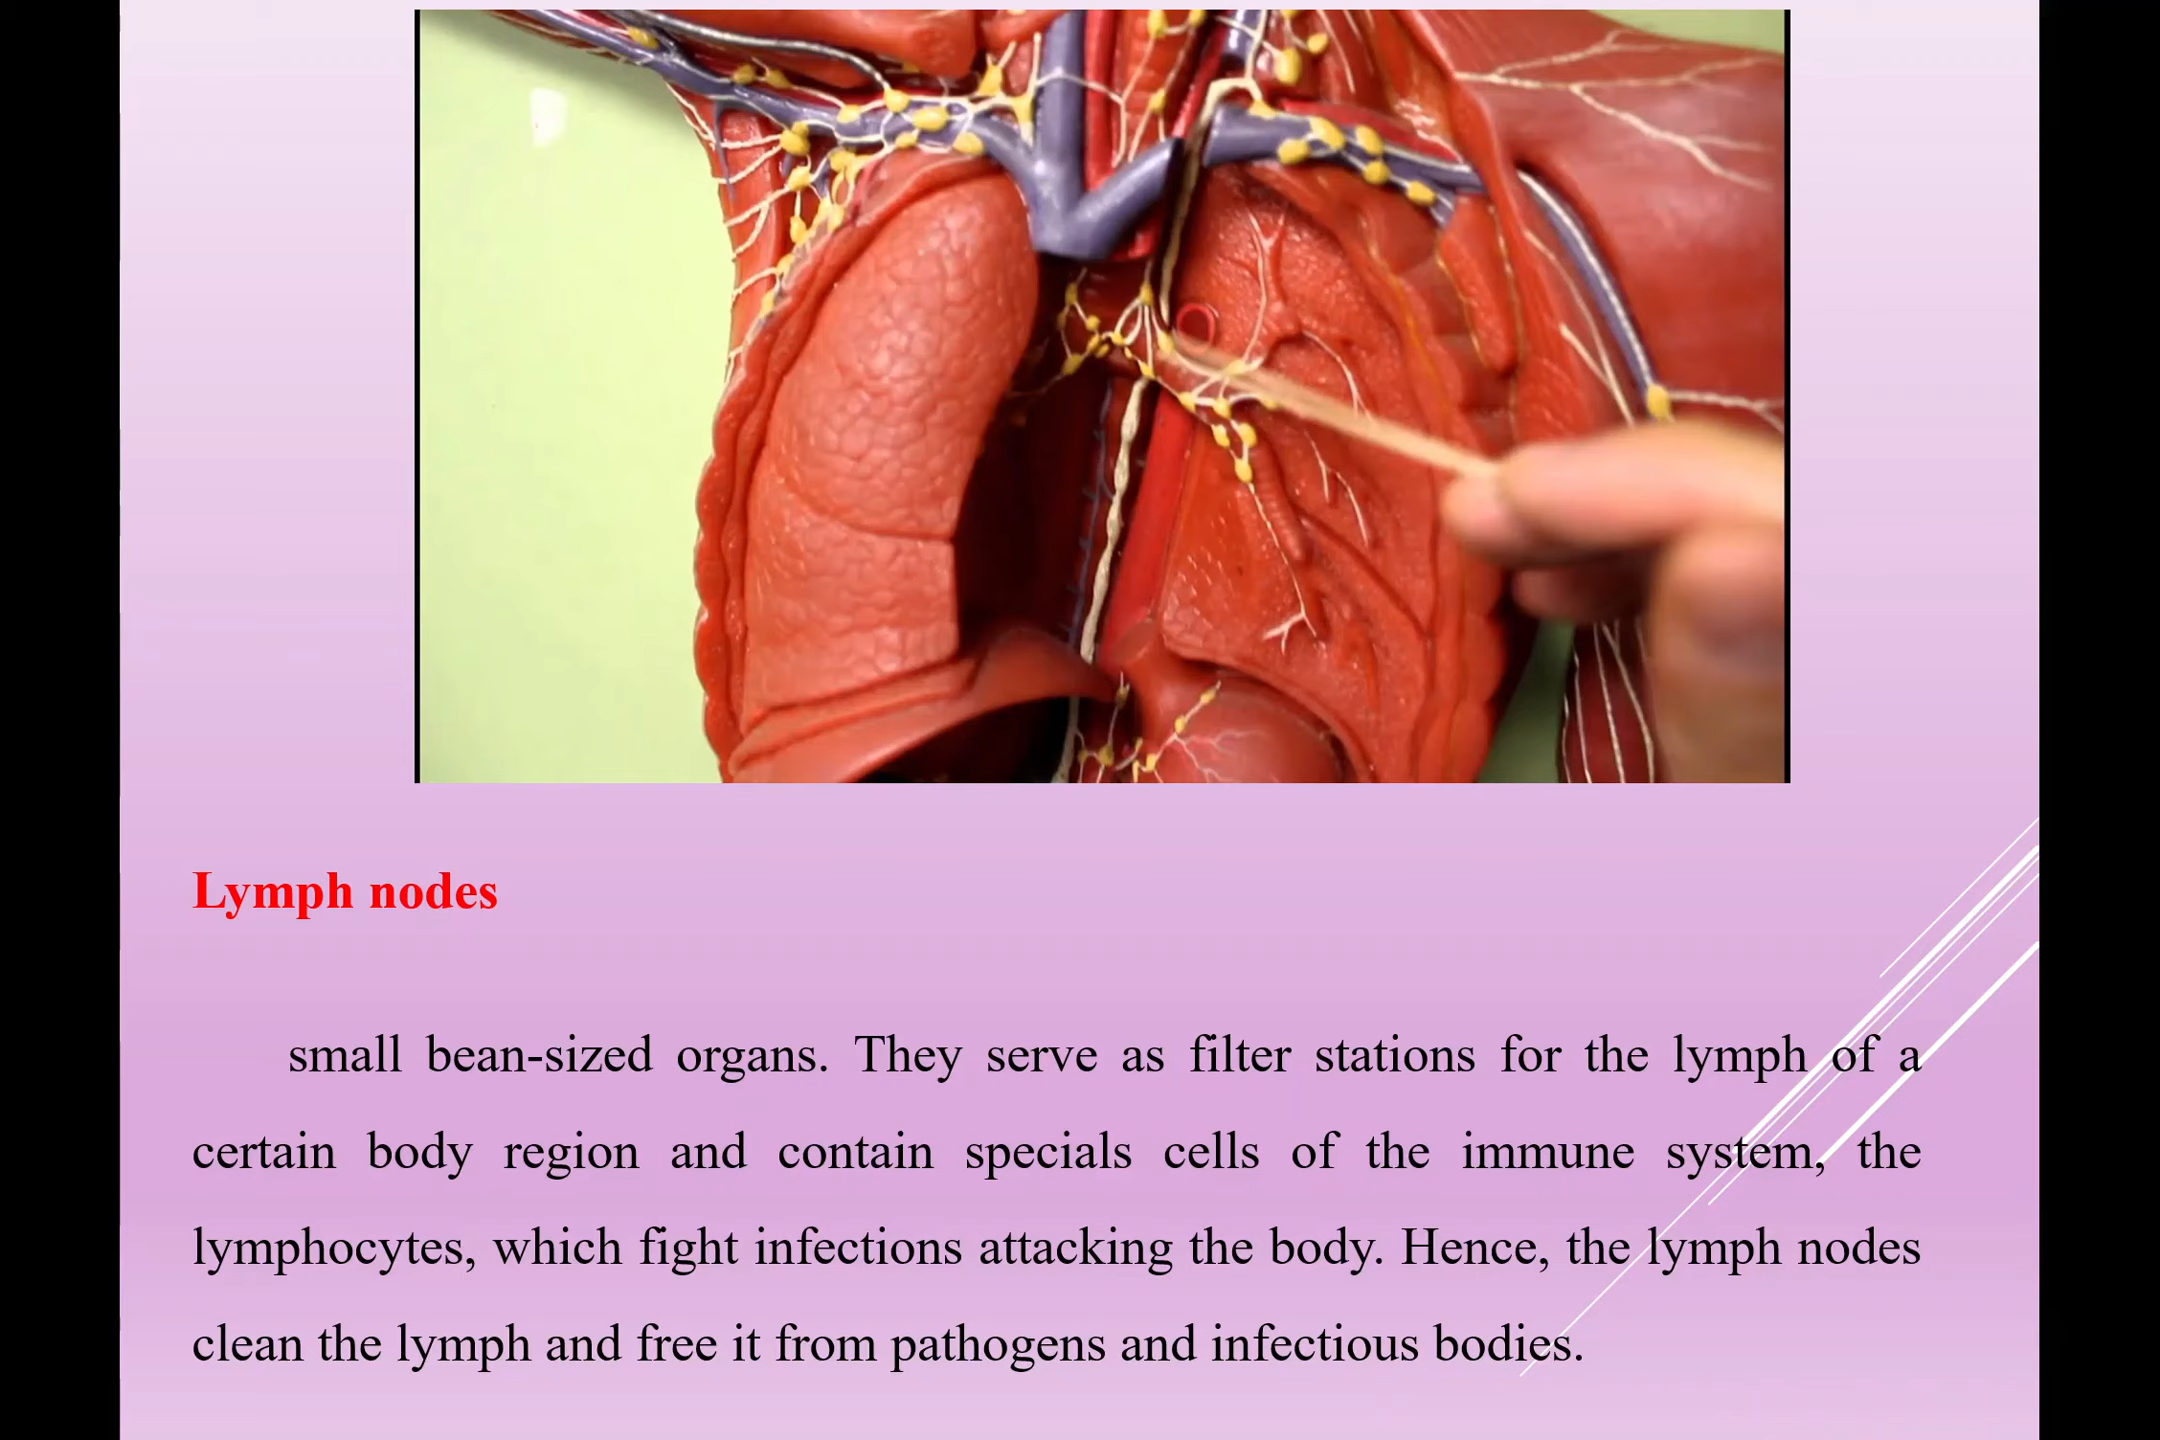 Lymph nodes
small bean-sized organs. They serve as filter stations for the lymph of a
certain body region and contain specials cells of the immune system, the
lymphocytes, which fight infections attacking the body. Hence, the lymph nodes
clean the lymph and free it from pathogens and infectious bodies.